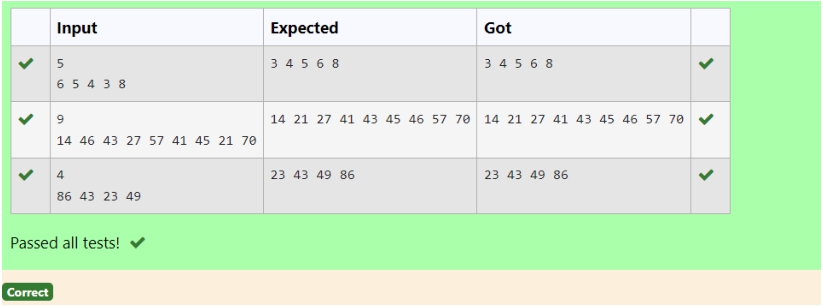 Input Expected Got
5 3 4 5 6 8 3 4 5 6 8
6 5 4 3 8
9 14 21 27 41 43 45 46 57 70 14 21 27 41 43 45 46 57 70
14 46 43 27 57 41 45 21 70
4 23 43 49 86 23 43 49 86
86 43 23 49
Passed all tests!
Correct